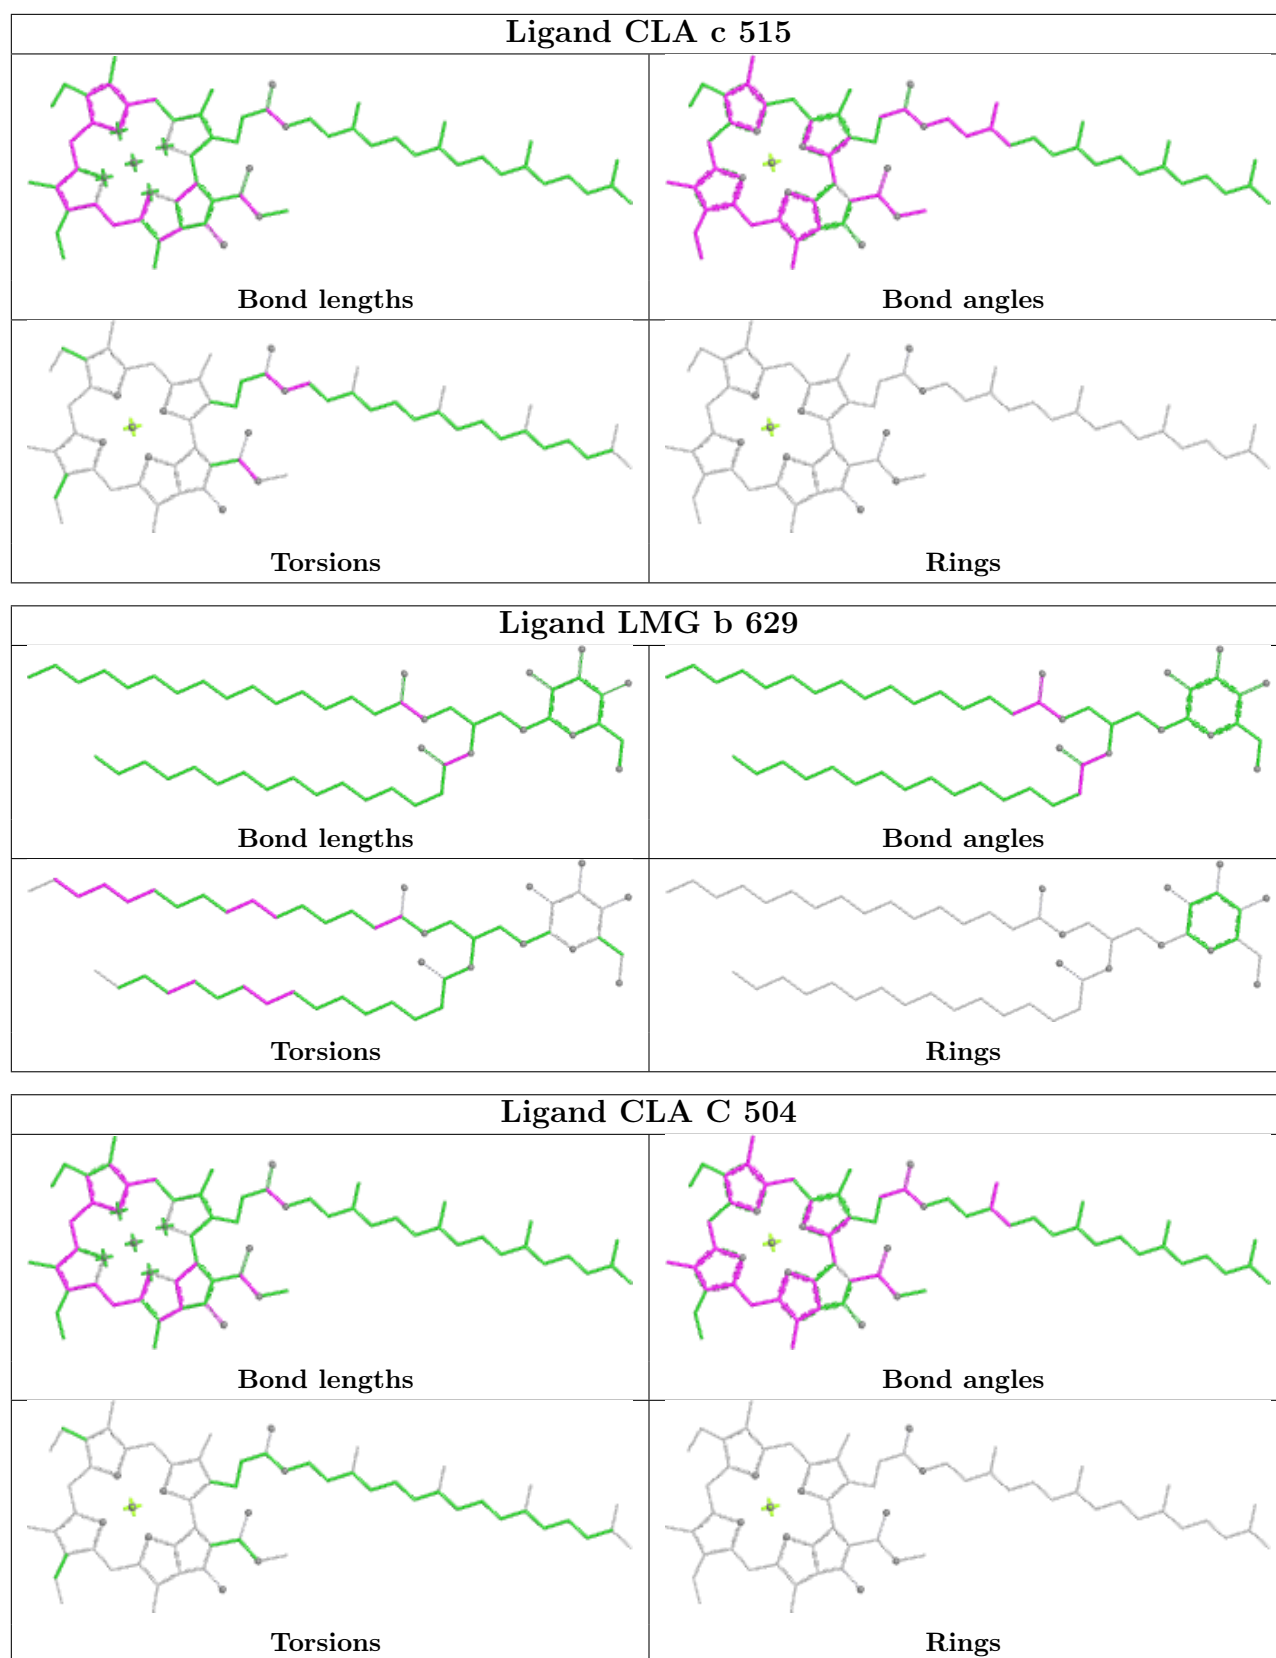 Ligand CLA c 515
Bond lengths
Bond angles
Torsions
Rings
Ligand LMG b 629
Bond lengths
Bond angles
Torsions
Rings
Ligand CLA C 504
Bond lengths
Bond angles
Torsions
Rings